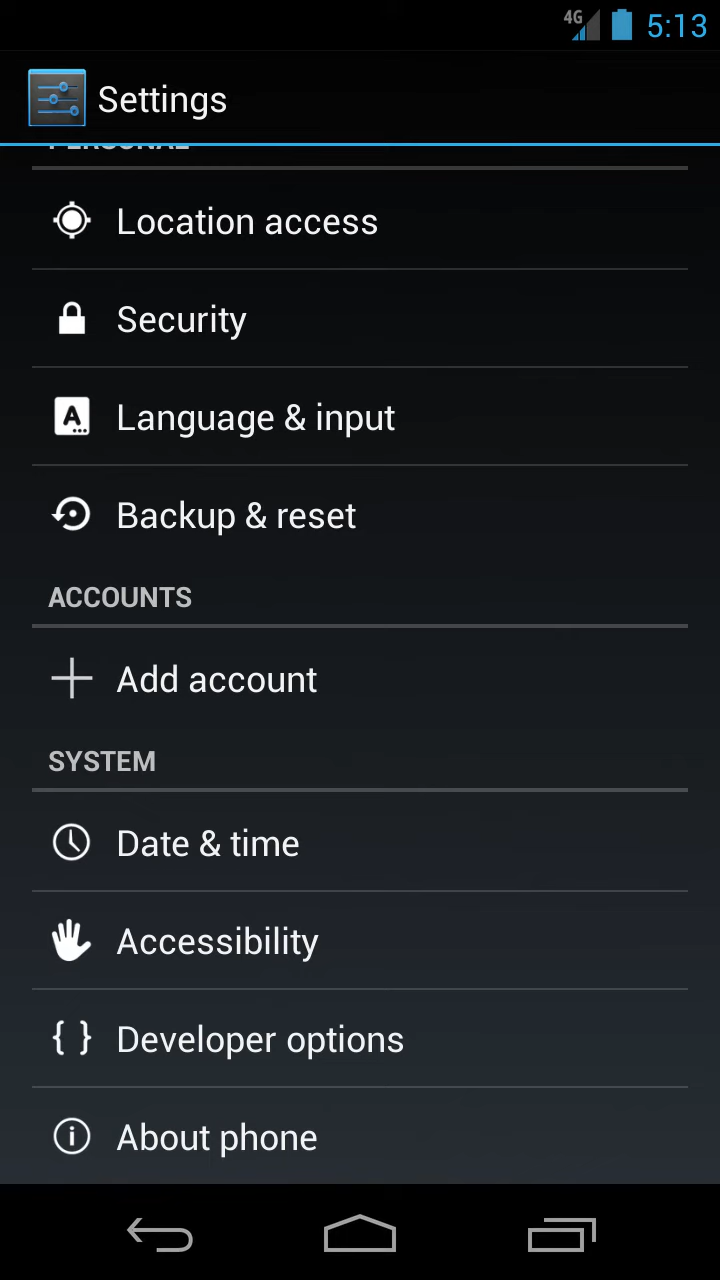 4G 5:13
Settings
PERSONAL
Location access
Security
Language & input
Backup & reset
ACCOUNTS
Add account
SYSTEM
Date & time
Accessibility
Developer options
About phone